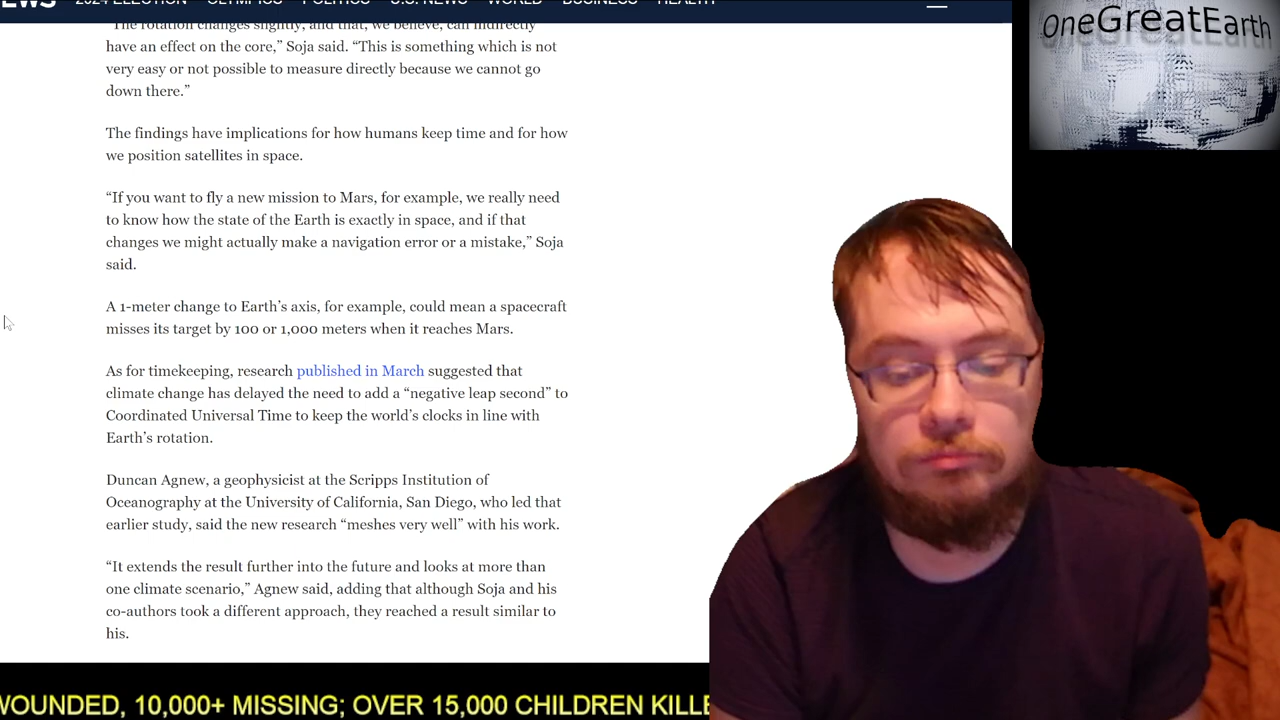 2024 ELECTION OLYMPICS POLITICS U.S. NEWS WORLD BUSINESS HEALTH
OneGreatEarth
“The rotation changes slightly, and that, we believe, can indirectly
have an effect on the core,” Soja said. “This is something which is not
very easy or not possible to measure directly because we cannot go
down there.”
The findings have implications for how humans keep time and for how
we position satellites in space.
“If you want to fly a new mission to Mars, for example, we really need
to know how the state of the Earth is exactly in space, and if that
changes we might actually make a navigation error or a mistake,” Soja
said.
A 1-meter change to Earth’s axis, for example, could mean a spacecraft
misses its target by 100 or 1,000 meters when it reaches Mars.
As for timekeeping, research published in March suggested that
climate change has delayed the need to add a “negative leap second” to
Coordinated Universal Time to keep the world’s clocks in line with
Earth’s rotation.
Duncan Agnew, a geophysicist at the Scripps Institution of
Oceanography at the University of California, San Diego, who led that
earlier study, said the new research “meshes very well” with his work.
“It extends the result further into the future and looks at more than
one climate scenario,” Agnew said, adding that although Soja and his
co-authors took a different approach, they reached a result similar to
his.
WOUNDED, 10,000+ MISSING; OVER 15,000 CHILDREN KILLE